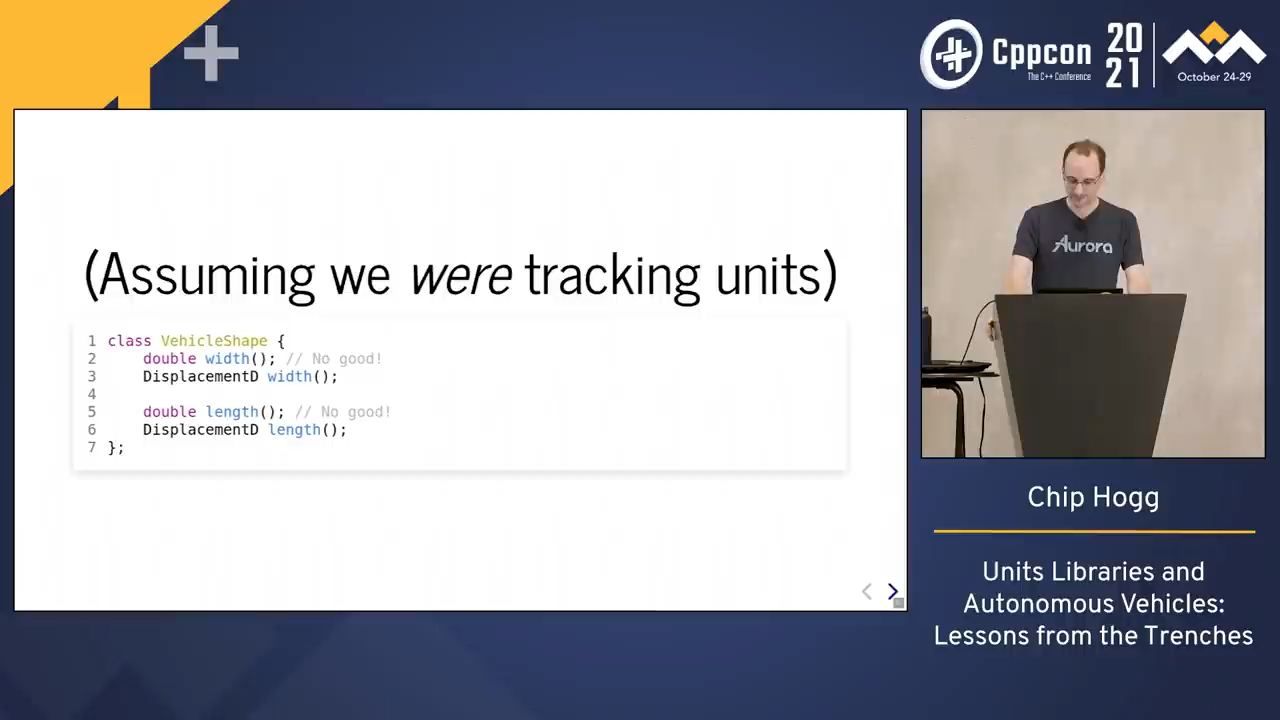 Cppcon
The C++ Conference
20
21
October 24-29
(Assuming we were tracking units)
1 class VehicleShape {
2     double width(); // No good!
3     DisplacementD width();
4
5     double length(); // No good!
6     DisplacementD length();
7 };
Aurora
Chip Hogg
Units Libraries and
Autonomous Vehicles:
Lessons from the Trenches